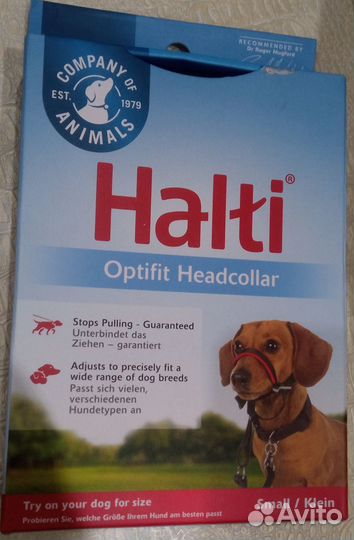 RECOMMENDED BY
Dr Roger Mugford
COMPANY OF
EST. 1979
ANIMALS
Halti®
Optifit Headcollar
Stops Pulling - Guaranteed
Unterbindet das
Ziehen – garantiert
Adjusts to precisely fit a
wide range of dog breeds
Passt sich vielen,
verschiedenen
Hundetypen an
Try on your dog for size
Probieren Sie, welche Größe Ihrem Hund am besten passt
Small / Klein
Avito